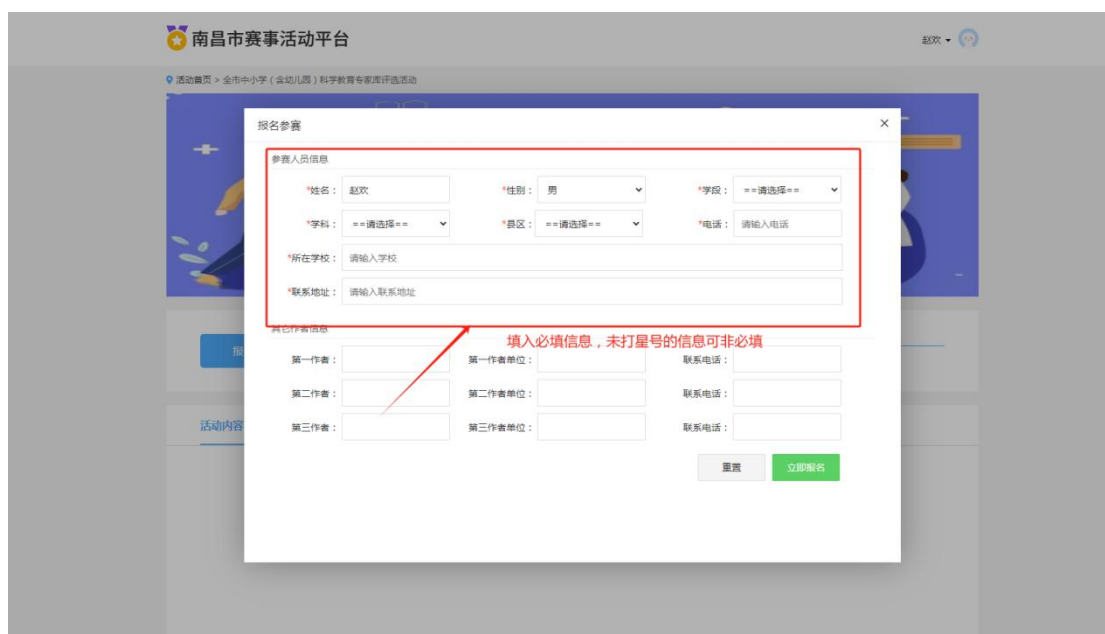 南昌市赛事活动平台
赵欢
活动首页 > 全市中小学（含幼儿园）科学教育专家库评选活动
报名参赛 ×
参赛人员信息
*姓名： 赵欢 *性别： 男 *学段： ==请选择==
*学科： ==请选择== *县区： ==请选择== *电话： 请输入电话
*所在学校： 请输入学校
*联系地址： 请输入联系地址
其它作者信息
填入必填信息，未打星号的信息可非必填
报
第一作者： 第一作者单位： 联系电话：
第二作者： 第二作者单位： 联系电话：
活动内容
第三作者： 第三作者单位： 联系电话：
重置 立即报名